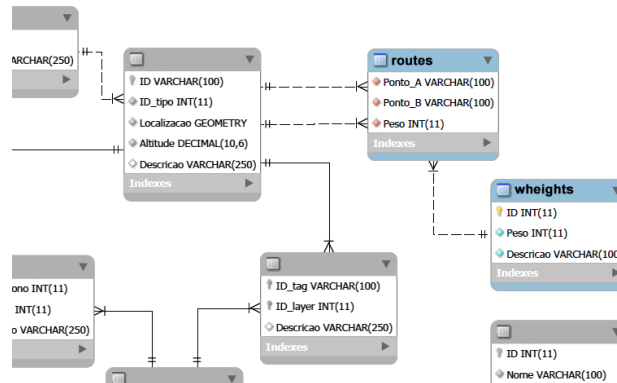 ARCHAR(250)
ID VARCHAR(100)
ID_tipo INT(11)
Localizacao GEOMETRY
Altitude DECIMAL(10,6)
Descricao VARCHAR(250)
Indexes
routes
Ponto_A VARCHAR(100)
Ponto_B VARCHAR(100)
Peso INT(11)
Indexes
wheights
ID INT(11)
Peso INT(11)
Descricao VARCHAR(100
Indexes
ono INT(11)
INT(11)
o VARCHAR(250)
ID_tag VARCHAR(100)
ID_layer INT(11)
Descricao VARCHAR(250)
Indexes
ID INT(11)
Nome VARCHAR(100)